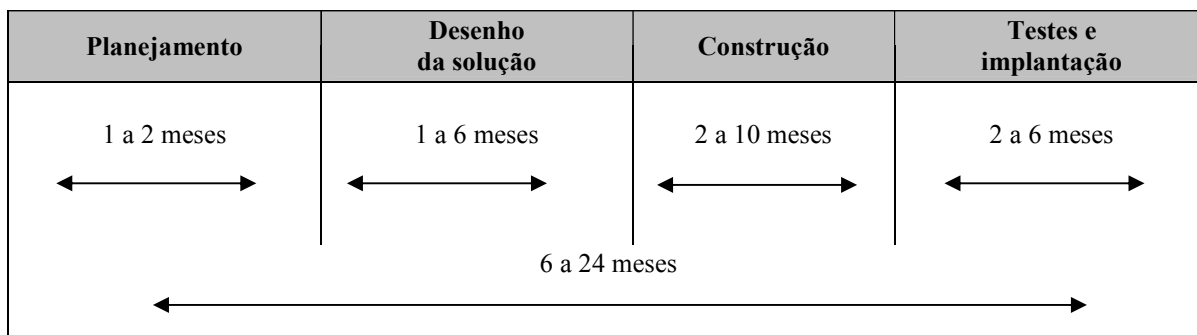 Planejamento
Desenho
da solução
Construção
Testes e
implantação
1 a 2 meses
1 a 6 meses
2 a 10 meses
2 a 6 meses
6 a 24 meses